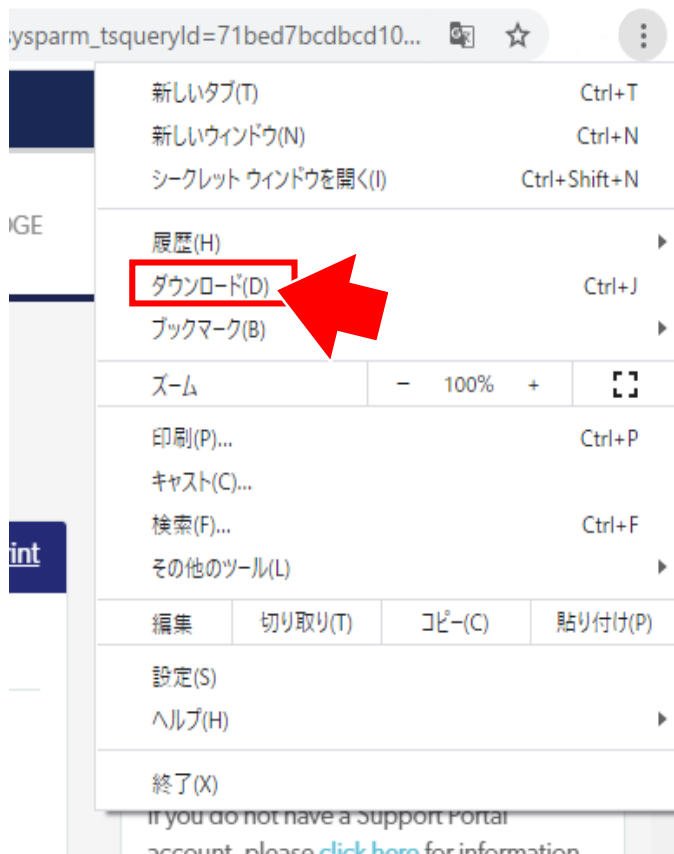 ysparm_tsqueryId=71bed7bcdbcd10...
新しいタブ(T) Ctrl+T
新しいウィンドウ(N) Ctrl+N
シークレット ウィンドウを開く(I) Ctrl+Shift+N
履歴(H)
ダウンロード(D) Ctrl+J
ブックマーク(B)
ズーム - 100% +
印刷(P)... Ctrl+P
キャスト(C)...
検索(F)... Ctrl+F
その他のツール(L)
編集 切り取り(T) コピー(C) 貼り付け(P)
設定(S)
ヘルプ(H)
終了(X)
GE
int
If you do not have a Support Portal
account, please click here for information